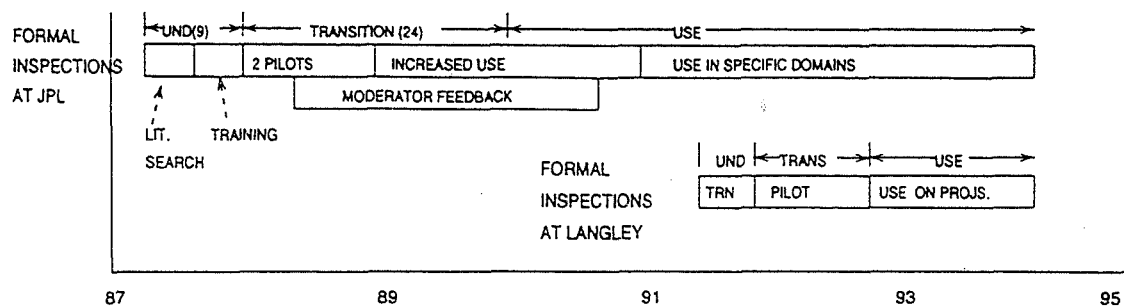 UND(9) TRANSITION (24) USE
FORMAL
INSPECTIONS 2 PILOTS INCREASED USE USE IN SPECIFIC DOMAINS
AT JPL MODERATOR FEEDBACK
LIT. TRAINING
SEARCH
FORMAL UND TRANS USE
INSPECTIONS TRN PILOT USE ON PROJS.
AT LANGLEY
87 89 91 93 95